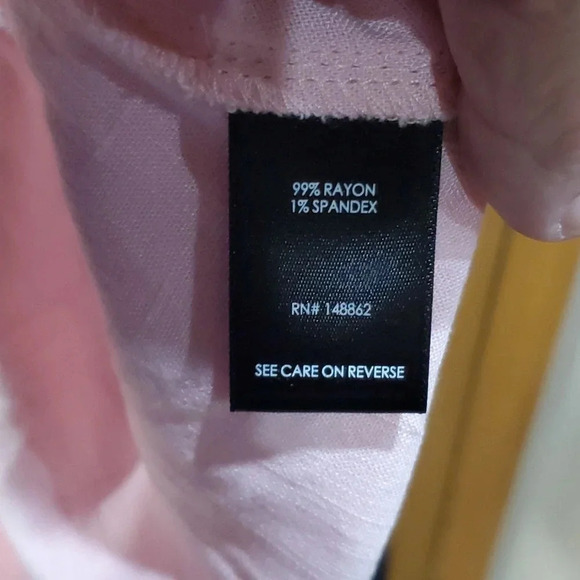 99% RAYON
1% SPANDEX
RN# 148862
SEE CARE ON REVERSE